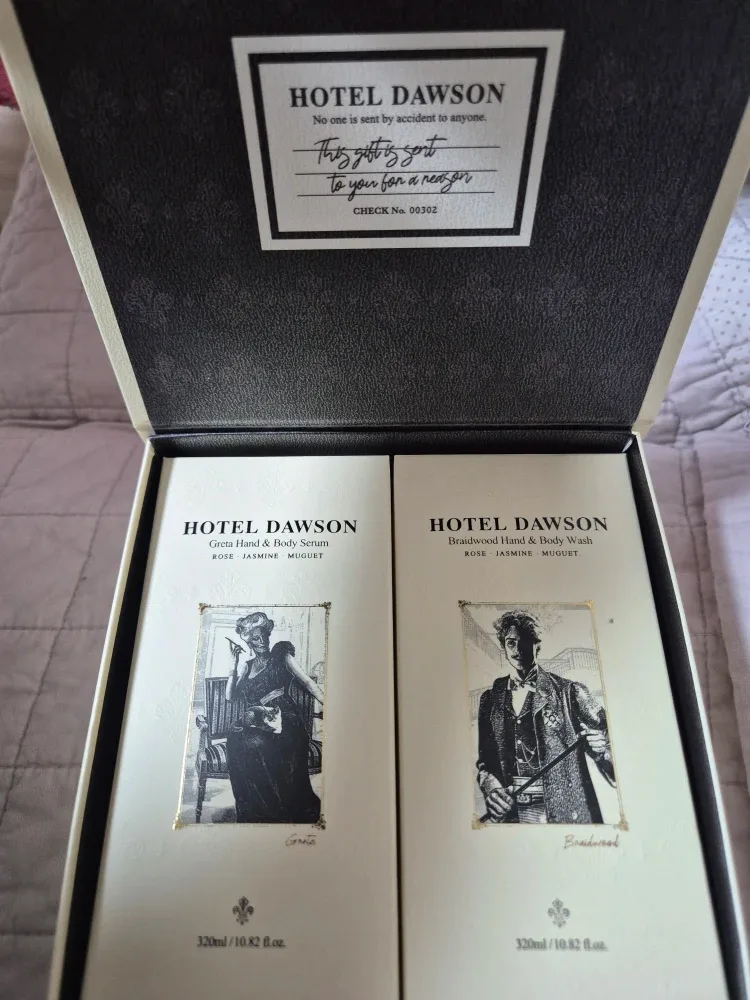 HOTEL DAWSON
No one is sent by accident to anyone.
This gift is sent
to you for a reason
CHECK No. 00302
HOTEL DAWSON
Greta Hand & Body Serum
ROSE · JASMINE · MUGUET
Greta
320ml / 10.82 fl.oz.
HOTEL DAWSON
Braidwood Hand & Body Wash
ROSE · JASMINE · MUGUET
Braidwood
320ml / 10.82 fl.oz.